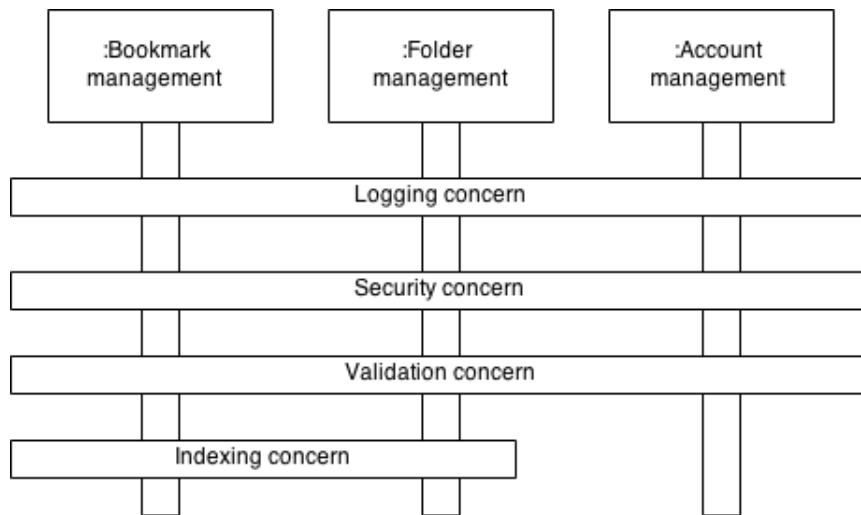 :Bookmark
management
:Folder
management
:Account
management
Logging concern
Security concern
Validation concern
Indexing concern